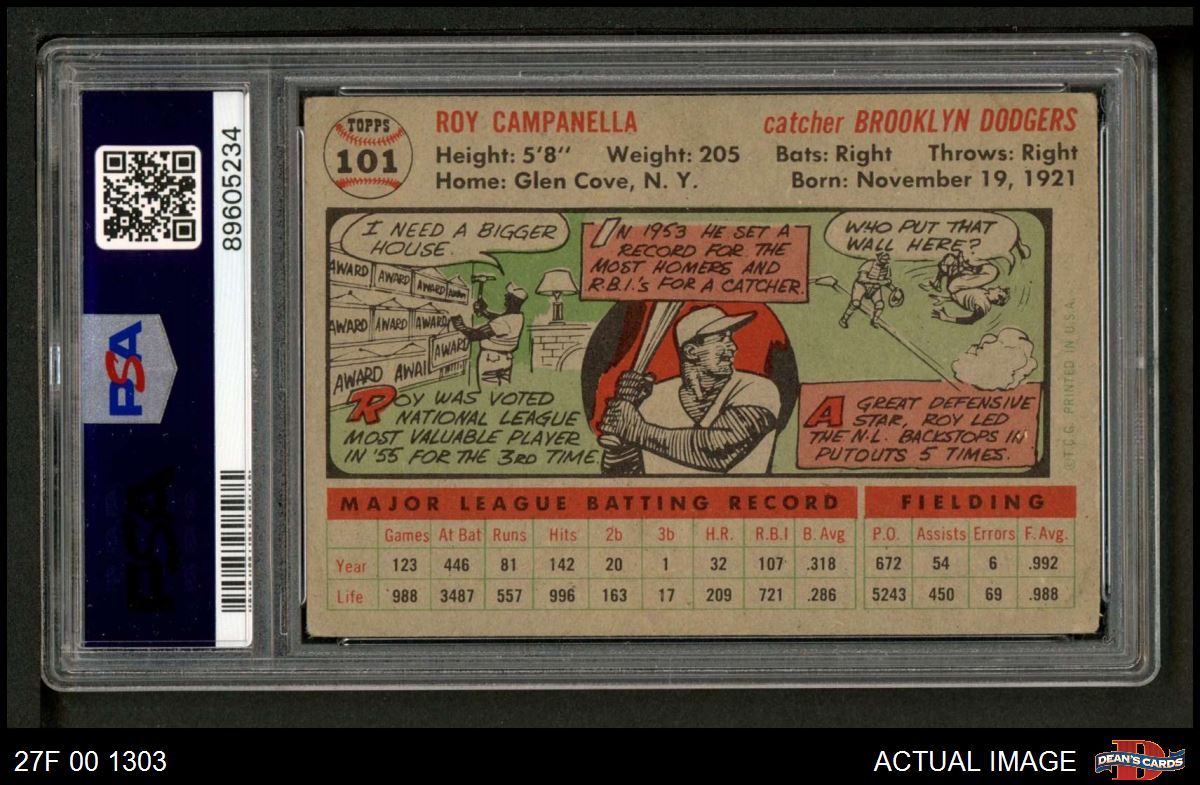 TOPPS
101
ROY CAMPANELLA
catcher BROOKLYN DODGERS
Height: 5'8" Weight: 205 Bats: Right Throws: Right
Home: Glen Cove, N. Y. Born: November 19, 1921
I NEED A BIGGER
HOUSE.
AWARD AWARD AWARD AWARD
AWARD AWARD AWARD
AWARD
AWARD AWAI
ROY WAS VOTED
NATIONAL LEAGUE
MOST VALUABLE PLAYER
IN '55 FOR THE 3RD TIME
IN 1953 HE SET A
RECORD FOR THE
MOST HOMERS AND
R.B.I.'s FOR A CATCHER.
WHO PUT THAT
WALL HERE?
A GREAT DEFENSIVE
STAR, ROY LED
THE N.L. BACKSTOPS IN
PUTOUTS 5 TIMES.
©T.C.G. PRINTED IN U.S.A.
MAJOR LEAGUE BATTING RECORD FIELDING
Games At Bat Runs Hits 2b 3b H.R. R.B.I B. Avg P.O. Assists Errors F. Avg.
Year 123 446 81 142 20 1 32 107 .318 672 54 6 .992
Life 988 3487 557 996 163 17 209 721 .286 5243 450 69 .988
89605234
PSA
PSA
27F 00 1303
ACTUAL IMAGE
DEAN'S CARDS